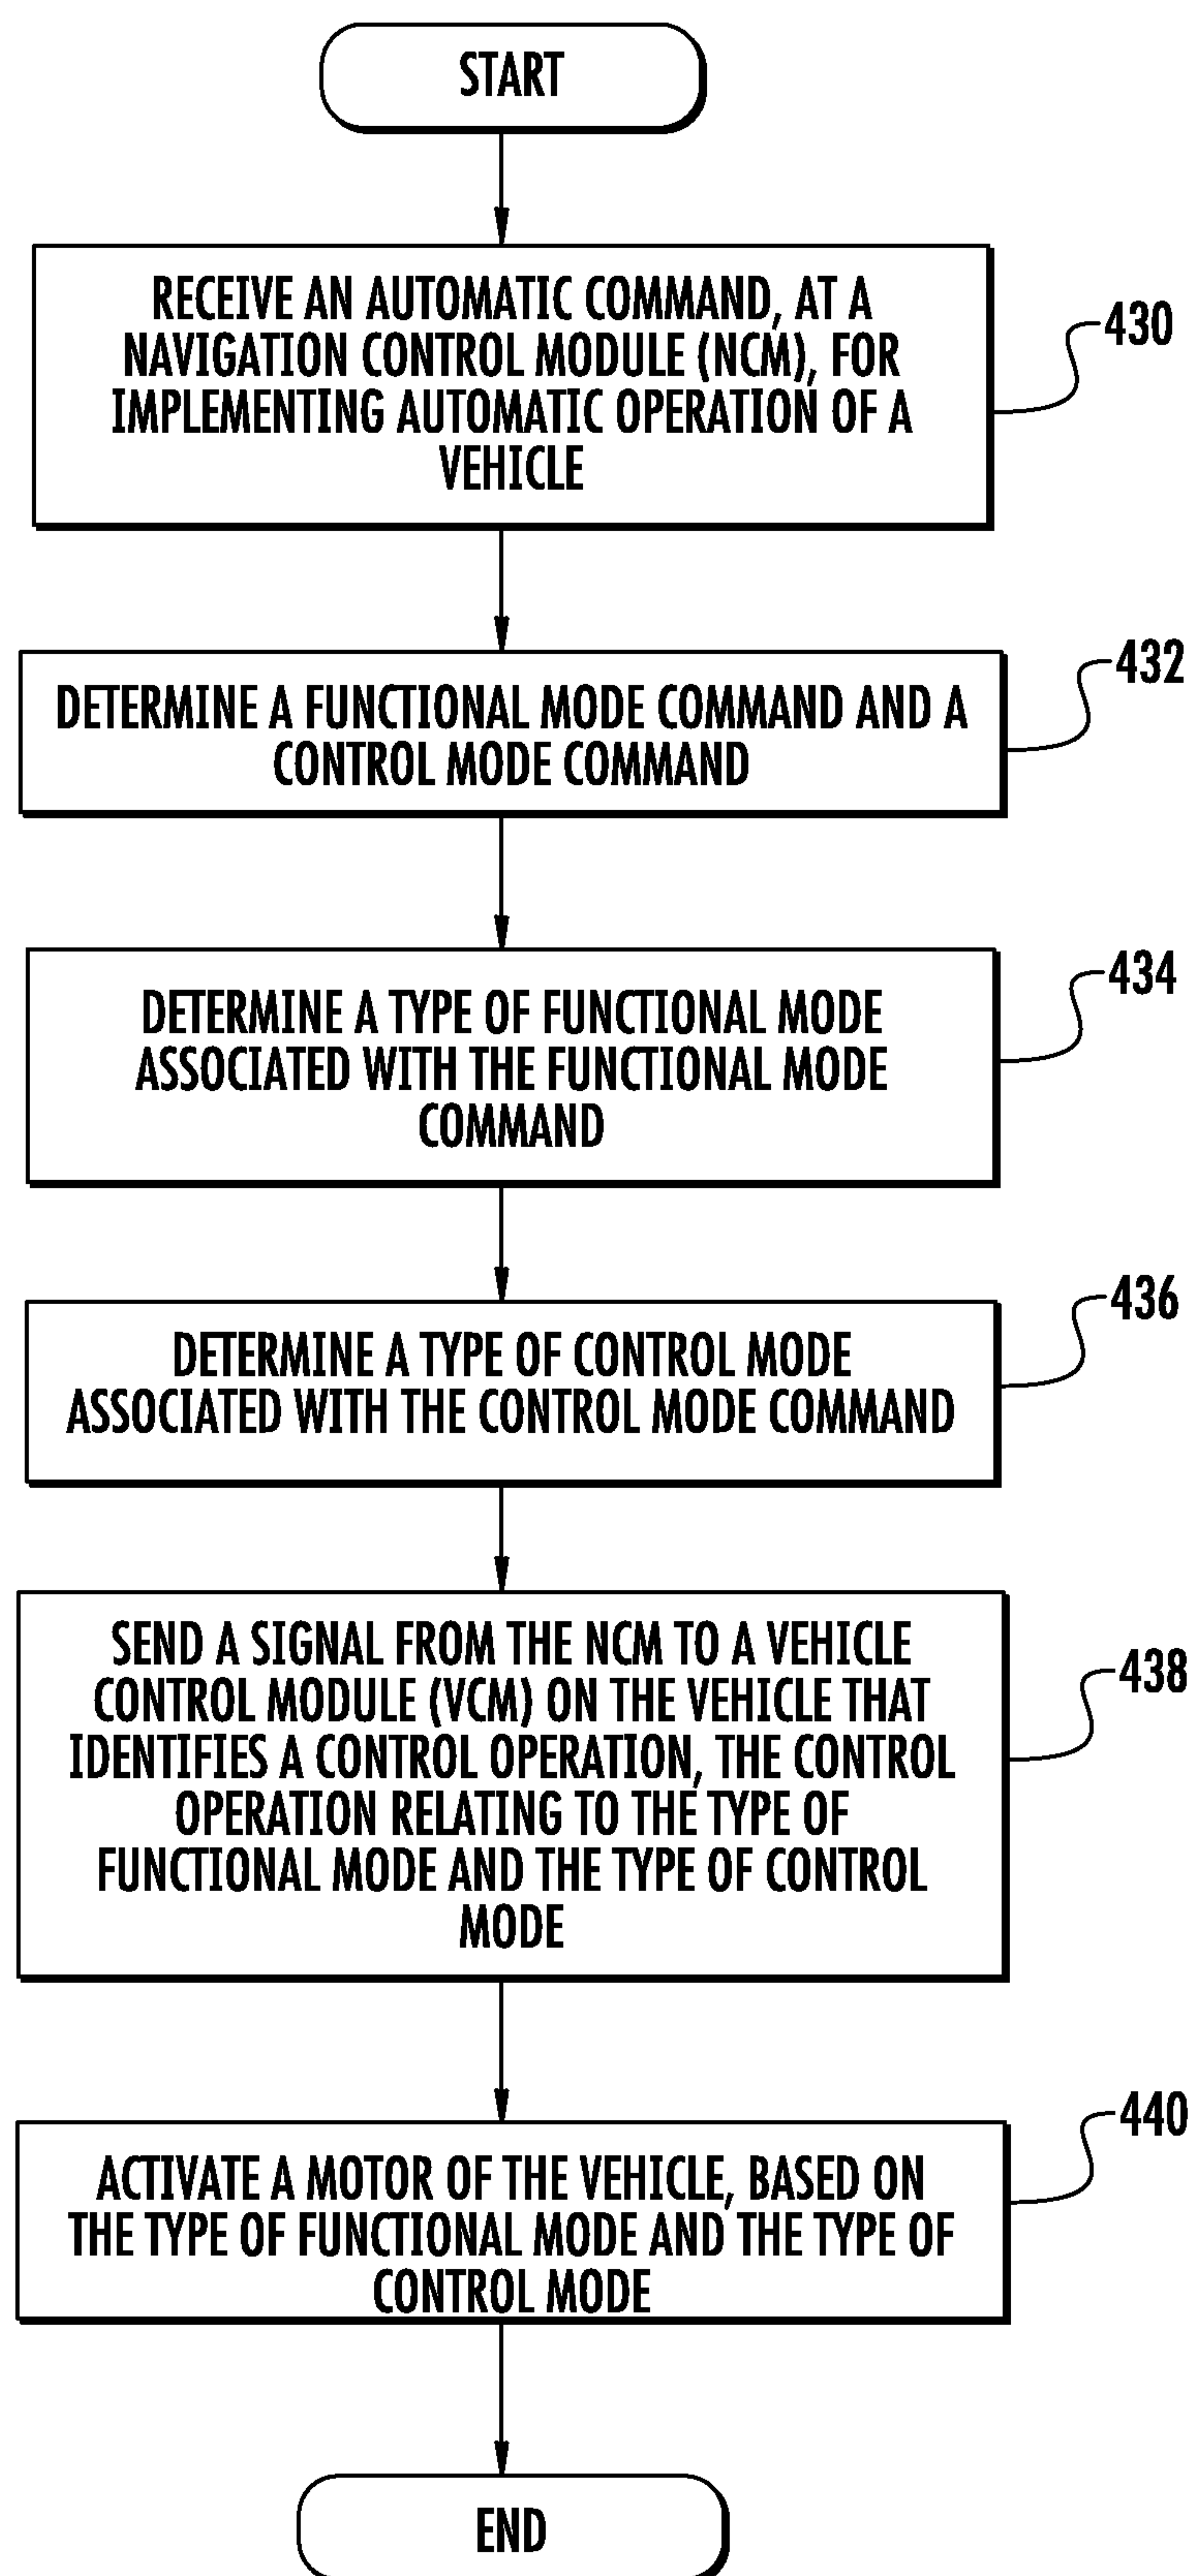 START
RECEIVE AN AUTOMATIC COMMAND, AT A
NAVIGATION CONTROL MODULE (NCM), FOR
IMPLEMENTING AUTOMATIC OPERATION OF A
VEHICLE
430
DETERMINE A FUNCTIONAL MODE COMMAND AND A
CONTROL MODE COMMAND
432
DETERMINE A TYPE OF FUNCTIONAL MODE
ASSOCIATED WITH THE FUNCTIONAL MODE
COMMAND
434
DETERMINE A TYPE OF CONTROL MODE
ASSOCIATED WITH THE CONTROL MODE COMMAND
436
SEND A SIGNAL FROM THE NCM TO A VEHICLE
CONTROL MODULE (VCM) ON THE VEHICLE THAT
IDENTIFIES A CONTROL OPERATION, THE CONTROL
OPERATION RELATING TO THE TYPE OF
FUNCTIONAL MODE AND THE TYPE OF CONTROL
MODE
438
ACTIVATE A MOTOR OF THE VEHICLE, BASED ON
THE TYPE OF FUNCTIONAL MODE AND THE TYPE OF
CONTROL MODE
440
END